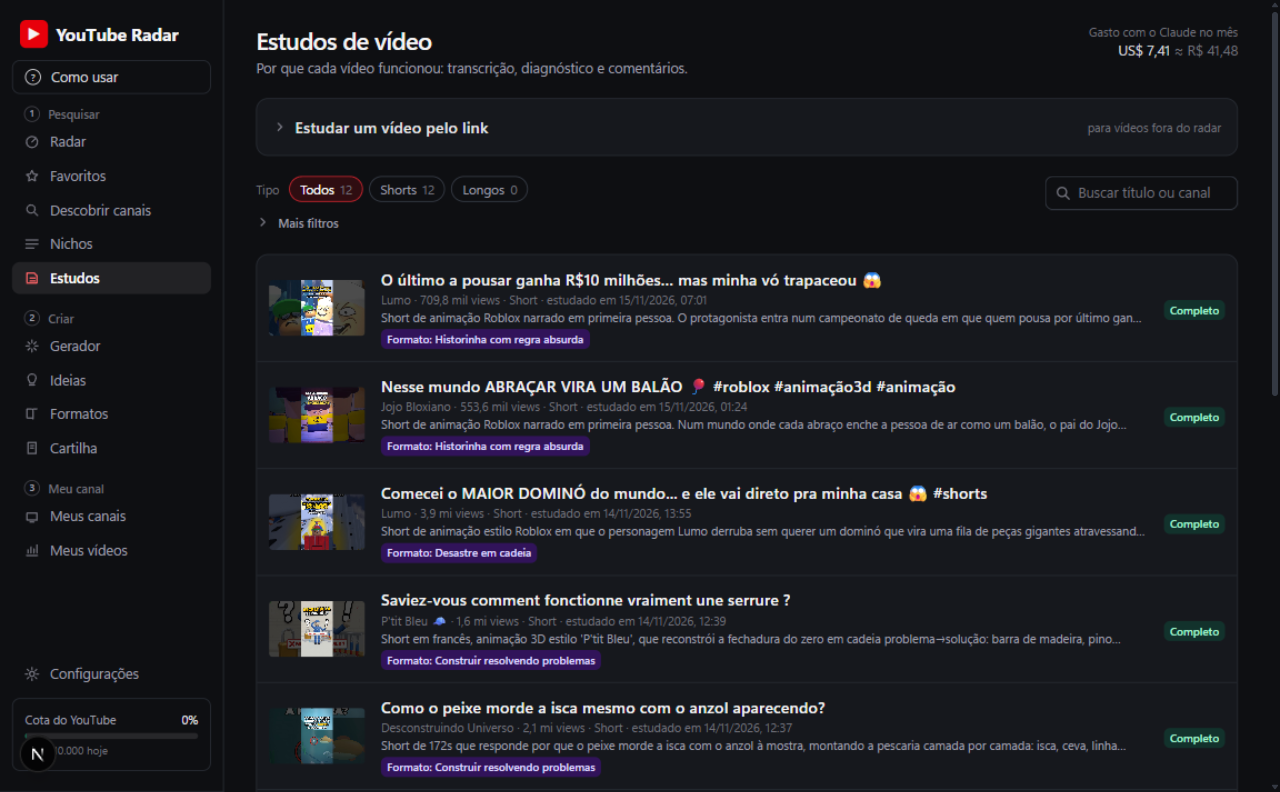 YouTube Radar
Como usar
1 Pesquisar
Radar
Favoritos
Descobrir canais
Nichos
Estudos
2 Criar
Gerador
Ideias
Formatos
Cartilha
3 Meu canal
Meus canais
Meus vídeos
Configurações
Cota do YouTube 0%
10.000 hoje
N
Estudos de vídeo
Por que cada vídeo funcionou: transcrição, diagnóstico e comentários.
Gasto com o Claude no mês
US$ 7,41 ≈ R$ 41,48
Estudar um vídeo pelo link
para vídeos fora do radar
Tipo Todos 12 Shorts 12 Longos 0
Buscar título ou canal
Mais filtros
O último a pousar ganha R$10 milhões... mas minha vó trapaceou 😱
Lumo · 709,8 mil views · Short · estudado em 15/11/2026, 07:01
Short de animação Roblox narrado em primeira pessoa. O protagonista entra num campeonato de queda em que quem pousa por último gan...
Formato: Historinha com regra absurda
Completo
Nesse mundo ABRAÇAR VIRA UM BALÃO 🎈 #roblox #animação3d #animação
Jojo Bloxiano · 553,6 mil views · Short · estudado em 15/11/2026, 01:24
Short de animação Roblox narrado em primeira pessoa. Num mundo onde cada abraço enche a pessoa de ar como um balão, o pai do Jojo...
Formato: Historinha com regra absurda
Completo
Comecei o MAIOR DOMINÓ do mundo... e ele vai direto pra minha casa 😱 #shorts
Lumo · 3,9 mi views · Short · estudado em 14/11/2026, 13:55
Short de animação estilo Roblox em que o personagem Lumo derruba sem querer um dominó que vira uma fila de peças gigantes atravessand...
Formato: Desastre em cadeia
Completo
Saviez-vous comment fonctionne vraiment une serrure ?
P'tit Bleu 🧢 · 1,6 mi views · Short · estudado em 14/11/2026, 12:39
Short em francês, animação 3D estilo 'P'tit Bleu', que reconstrói a fechadura do zero em cadeia problema→solução: barra de madeira, pino...
Formato: Construir resolvendo problemas
Completo
Como o peixe morde a isca mesmo com o anzol aparecendo?
Desconstruindo Universo · 2,1 mi views · Short · estudado em 14/11/2026, 12:37
Short de 172s que responde por que o peixe morde a isca com o anzol à mostra, montando a pescaria camada por camada: isca, ceva, linha...
Formato: Construir resolvendo problemas
Completo